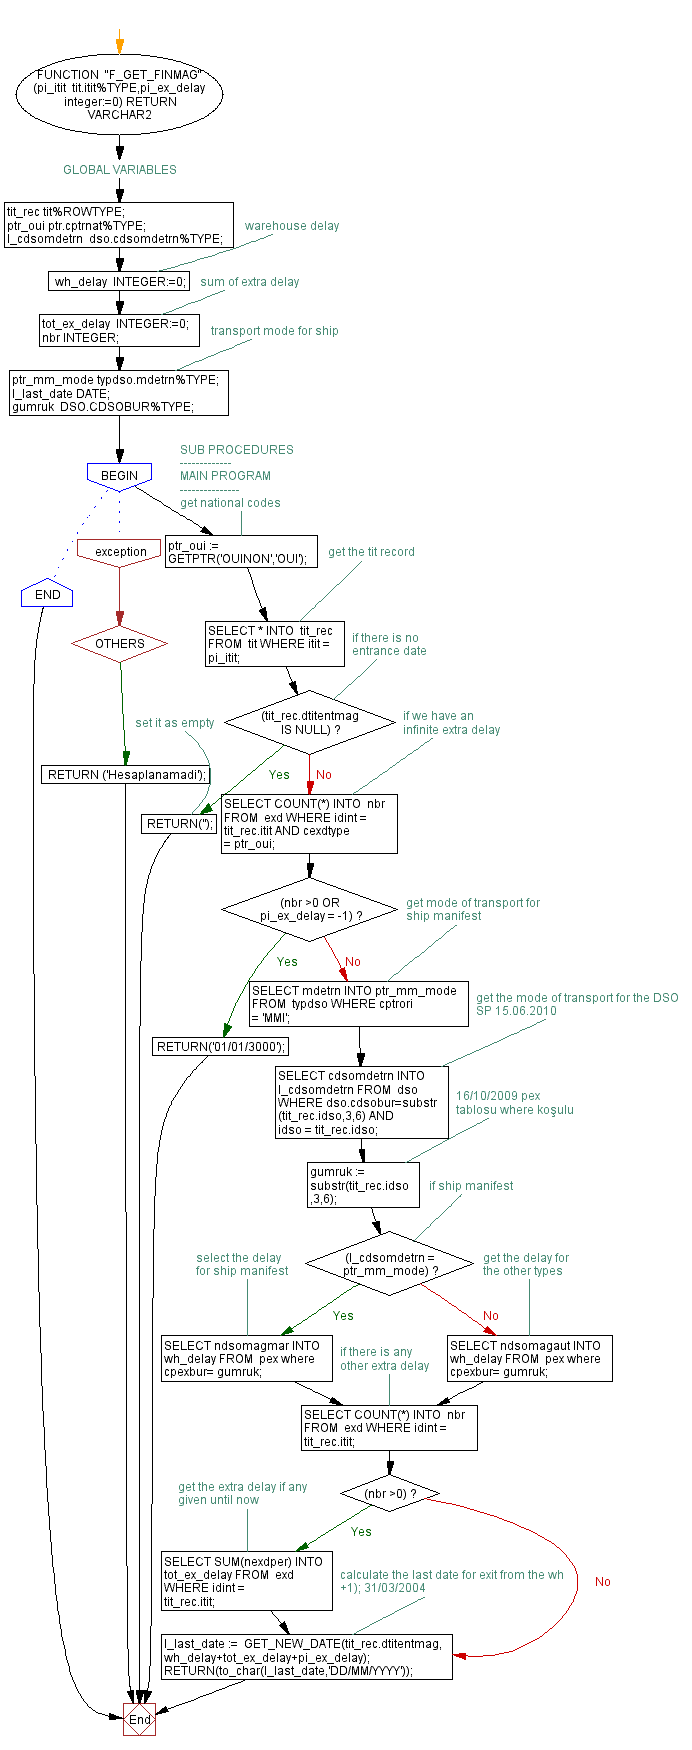 FUNCTION "F_GET_FINMAG"
(pi_itit tit.itit%TYPE,pi_ex_delay
integer:=0) RETURN
VARCHAR2
GLOBAL VARIABLES
tit_rec tit%ROWTYPE;
ptr_oui ptr.cptrnat%TYPE;
l_cdsomdetrn dso.cdsomdetrn%TYPE;
warehouse delay
wh_delay INTEGER:=0;
sum of extra delay
tot_ex_delay INTEGER:=0;
nbr INTEGER;
transport mode for ship
ptr_mm_mode typdso.mdetrn%TYPE;
l_last_date DATE;
gumruk DSO.CDSOBUR%TYPE;
BEGIN
SUB PROCEDURES
-------------
MAIN PROGRAM
---------------
get national codes
exception
ptr_oui :=
GETPTR('OUINON','OUI');
get the tit record
END
OTHERS
SELECT * INTO tit_rec
FROM tit WHERE itit =
pi_itit;
if there is no
entrance date
set it as empty
(tit_rec.dtitentmag
IS NULL) ?
if we have an
infinite extra delay
RETURN ('Hesaplanamadi');
Yes
No
RETURN('');
SELECT COUNT(*) INTO nbr
FROM exd WHERE idint =
tit_rec.itit AND cexdtype
= ptr_oui;
(nbr >0 OR
pi_ex_delay = -1) ?
get mode of transport for
ship manifest
Yes
No
SELECT mdetrn INTO ptr_mm_mode
FROM typdso WHERE cptrori
= 'MMI';
get the mode of transport for the DSO
SP 15.06.2010
RETURN('01/01/3000');
SELECT cdsomdetrn INTO
l_cdsomdetrn FROM dso
WHERE dso.cdsobur=substr
(tit_rec.idso,3,6) AND
idso = tit_rec.idso;
16/10/2009 pex
tablosu where koşulu
gumruk :=
substr(tit_rec.idso
,3,6);
if ship manifest
select the delay
for ship manifest
(l_cdsomdetrn =
ptr_mm_mode) ?
get the delay for
the other types
Yes
No
SELECT ndsomagmar INTO
wh_delay FROM pex where
cpexbur= gumruk;
if there is any
other extra delay
SELECT ndsomagaut INTO
wh_delay FROM pex where
cpexbur= gumruk;
SELECT COUNT(*) INTO nbr
FROM exd WHERE idint =
tit_rec.itit;
get the extra delay if any
given until now
(nbr >0) ?
Yes
SELECT SUM(nexdper) INTO
tot_ex_delay FROM exd
WHERE idint =
tit_rec.itit;
calculate the last date for exit from the wh
+1); 31/03/2004
No
l_last_date := GET_NEW_DATE(tit_rec.dtitentmag,
wh_delay+tot_ex_delay+pi_ex_delay);
RETURN(to_char(l_last_date,'DD/MM/YYYY'));
End